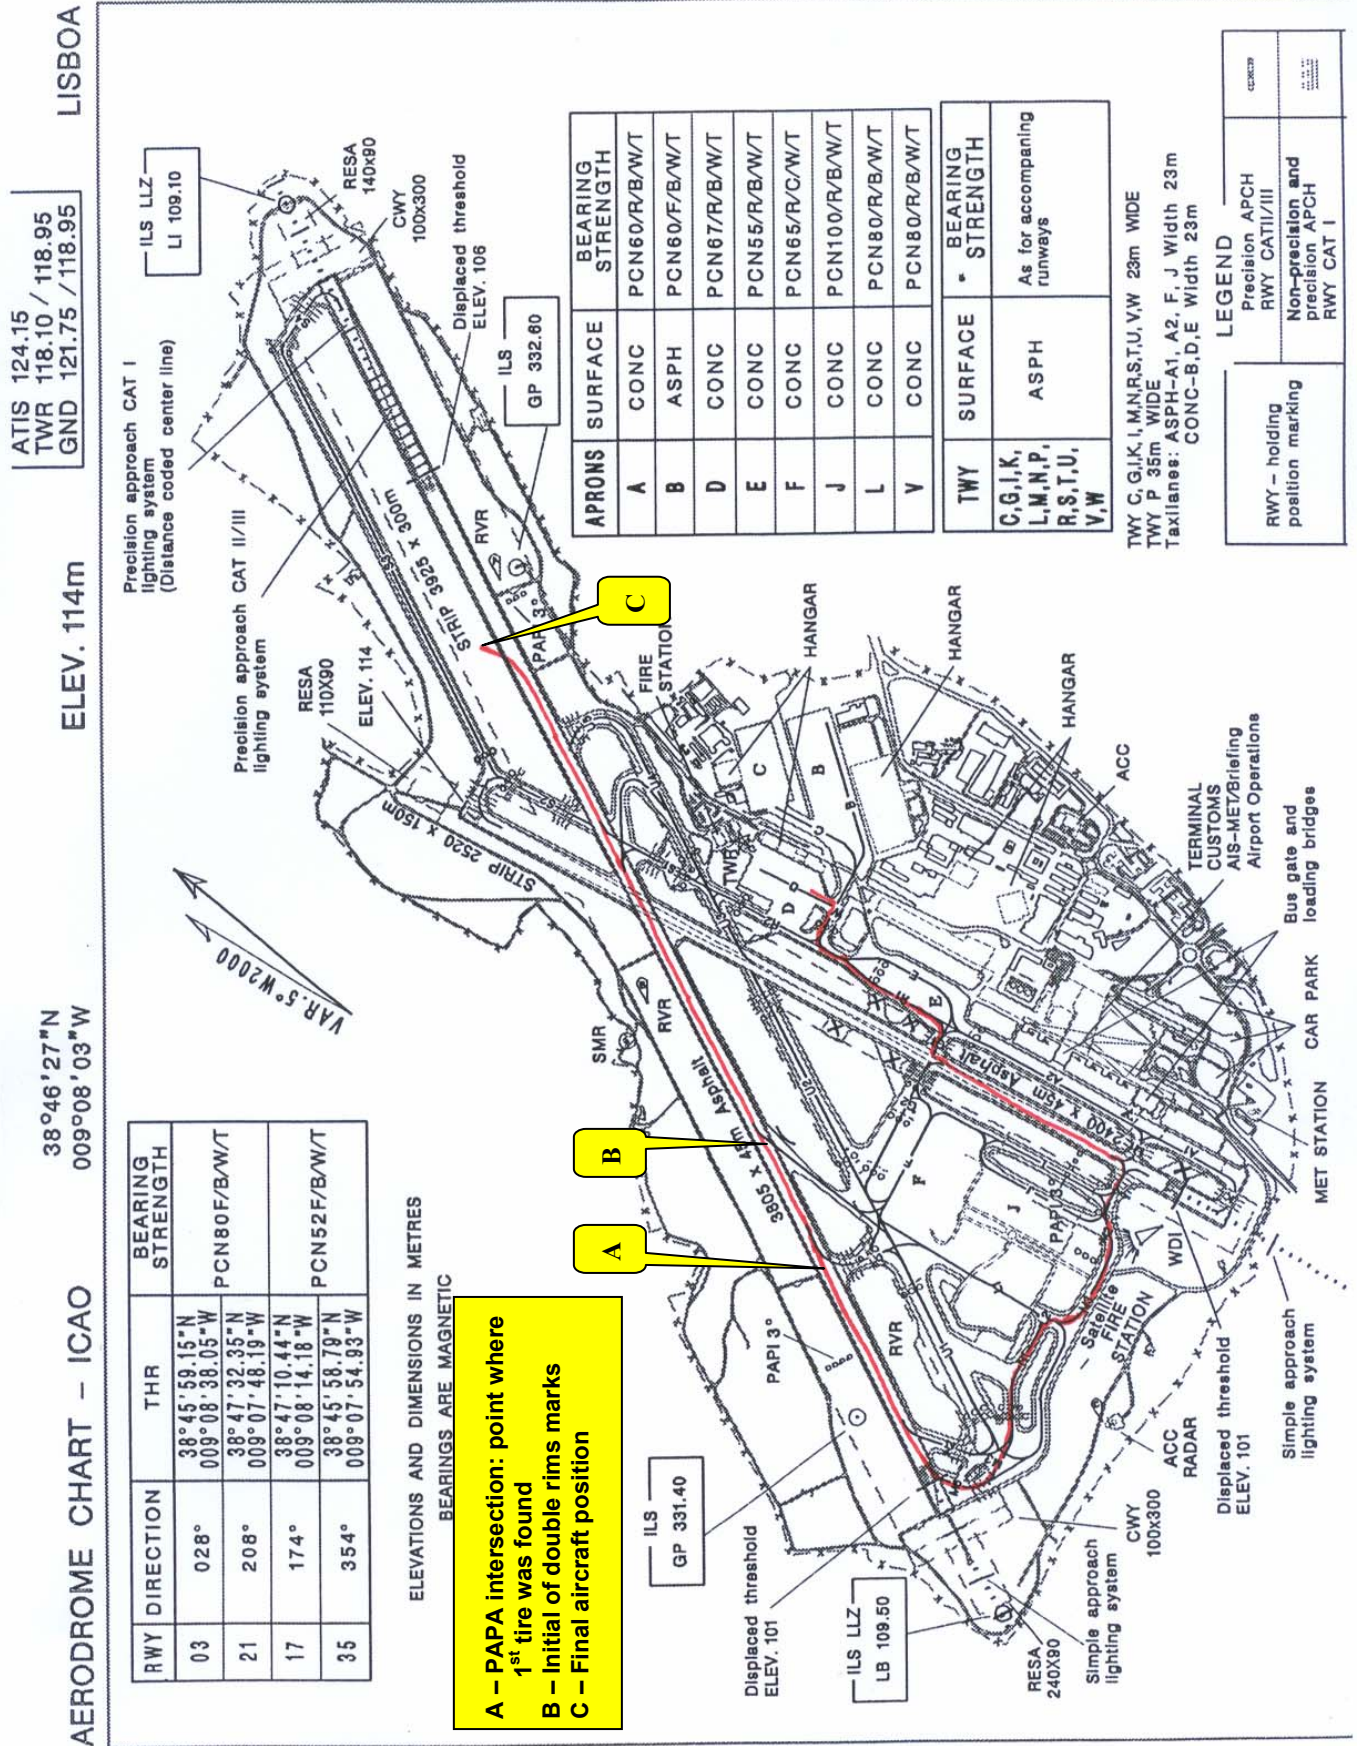 AERODROME CHART – ICAO
38°46'27"N
009°08'03"W
ELEV. 114m
ATIS 124.15
TWR 118.10 / 118.95
GND 121.75 / 118.95
LISBOA
RWY DIRECTION THR BEARING STRENGTH
03 028° 38°45'59.15"N 009°08'38.05"W PCN80F/B/W/T
21 208° 38°47'32.35"N 009°07'48.19"W
17 174° 38°47'10.44"N 009°08'14.18"W PCN52F/B/W/T
35 354° 38°45'58.79"N 009°07'54.93"W
ELEVATIONS AND DIMENSIONS IN METRES
BEARINGS ARE MAGNETIC
A – PAPA intersection: point where
1st tire was found
B – Initial of double rims marks
C – Final aircraft position
VAR. 5° W 2000
Precision approach CAT I
lighting system
(Distance coded center line)
Precision approach CAT II/III
lighting system
RESA
110X90
ELEV. 114
STRIP 2520 x 150m
STRIP 3925 x 300m
ILS LLZ
LI 109.10
RESA
140x90
CWY
100x300
Displaced threshold
ELEV. 106
ILS
GP 332.60
RVR
PAPI 3°
C
FIRE
STATION
HANGAR
HANGAR
HANGAR
ACC
TERMINAL
CUSTOMS
AIS-MET/Briefing
Airport Operations
Bus gate and
loading bridges
CAR PARK
MET STATION
SMR
RVR
3805 x 45m Asphalt
2400 X 45m Asphalt
TWR
C
B
B
D
E
F
J
U2
A2
A1
B
A
PAPI 3°
RVR
ILS
GP 331.40
Displaced threshold
ELEV. 101
ILS LLZ
LB 109.50
RESA
240X90
Simple approach
lighting system
CWY
100x300
ACC
RADAR
Satellite
FIRE
STATION
PAPI 3°
WDI
Displaced threshold
ELEV. 101
Simple approach
lighting system
APRONS SURFACE BEARING STRENGTH
A CONC PCN60/R/B/W/T
B ASPH PCN60/F/B/W/T
D CONC PCN67/R/B/W/T
E CONC PCN55/R/B/W/T
F CONC PCN65/R/C/W/T
J CONC PCN100/R/B/W/T
L CONC PCN80/R/B/W/T
V CONC PCN80/R/B/W/T
TWY SURFACE * BEARING STRENGTH
C,G,I,K, L,M,N,P, R,S,T,U, V,W ASPH As for accompaning runways
TWY C, G,I,K, I, M,N,R,S,T,U, V,W 23m WIDE
TWY P 35m WIDE
Taxilanes: ASPH-A1, A2, F, J Width 23m
CONC-B,D,E Width 23m
LEGEND
RWY – holding
position marking
Precision APCH
RWY CATII/III
Non-precision and
precision APCH
RWY CAT I